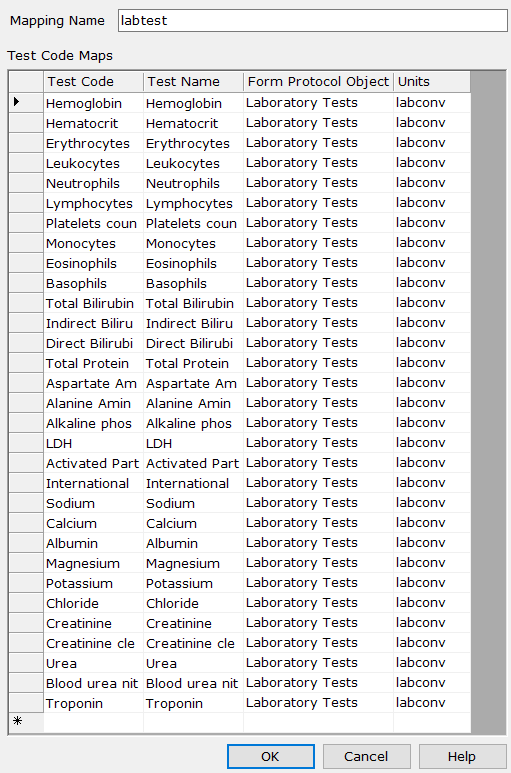 Mapping Name labtest
Test Code Maps
Test Code Test Name Form Protocol Object Units
Hemoglobin Hemoglobin Laboratory Tests labconv
Hematocrit Hematocrit Laboratory Tests labconv
Erythrocytes Erythrocytes Laboratory Tests labconv
Leukocytes Leukocytes Laboratory Tests labconv
Neutrophils Neutrophils Laboratory Tests labconv
Lymphocytes Lymphocytes Laboratory Tests labconv
Platelets coun Platelets coun Laboratory Tests labconv
Monocytes Monocytes Laboratory Tests labconv
Eosinophils Eosinophils Laboratory Tests labconv
Basophils Basophils Laboratory Tests labconv
Total Bilirubin Total Bilirubin Laboratory Tests labconv
Indirect Biliru Indirect Biliru Laboratory Tests labconv
Direct Bilirubi Direct Bilirubi Laboratory Tests labconv
Total Protein Total Protein Laboratory Tests labconv
Aspartate Am Aspartate Am Laboratory Tests labconv
Alanine Amin Alanine Amin Laboratory Tests labconv
Alkaline phos Alkaline phos Laboratory Tests labconv
LDH LDH Laboratory Tests labconv
Activated Part Activated Part Laboratory Tests labconv
International International Laboratory Tests labconv
Sodium Sodium Laboratory Tests labconv
Calcium Calcium Laboratory Tests labconv
Albumin Albumin Laboratory Tests labconv
Magnesium Magnesium Laboratory Tests labconv
Potassium Potassium Laboratory Tests labconv
Chloride Chloride Laboratory Tests labconv
Creatinine Creatinine Laboratory Tests labconv
Creatinine cle Creatinine cle Laboratory Tests labconv
Urea Urea Laboratory Tests labconv
Blood urea nit Blood urea nit Laboratory Tests labconv
Troponin Troponin Laboratory Tests labconv
*
OK Cancel Help